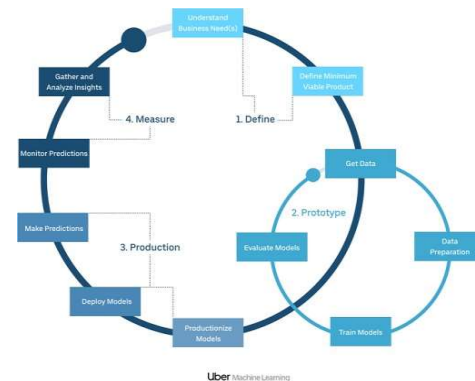 Understand
Business Need(s)
Define Minimum
Viable Product
1. Define
Get Data
2. Prototype
Data
Preparation
Train Models
Evaluate Models
Productionize
Models
Deploy Models
3. Production
Make Predictions
Monitor Predictions
4. Measure
Gather and
Analyze Insights
Uber Machine Learning